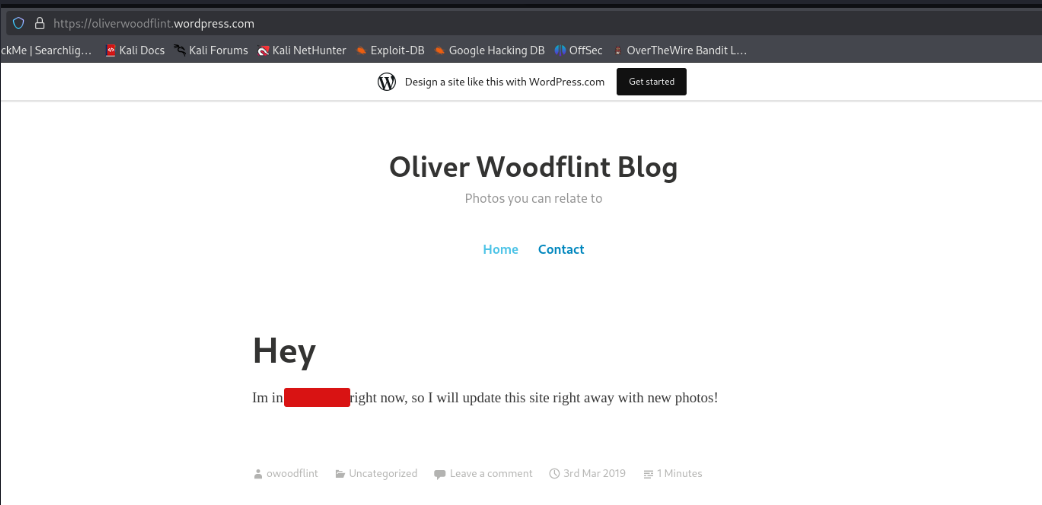 https://oliverwoodflint.wordpress.com
ckMe | Searchlig… Kali Docs Kali Forums Kali NetHunter Exploit-DB Google Hacking DB OffSec OverTheWire Bandit L…
Design a site like this with WordPress.com Get started
Oliver Woodflint Blog
Photos you can relate to
Home Contact
Hey
Im in right now, so I will update this site right away with new photos!
owoodflint Uncategorized Leave a comment 3rd Mar 2019 1 Minutes